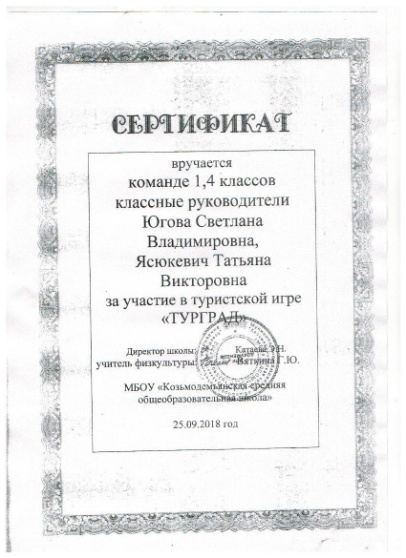 СЕРТИФИКАТ
вручается
команде 1,4 классов
классные руководители
Югова Светлана
Владимировна,
Ясюкевич Татьяна
Викторовна
за участие в туристской игре
«ТУРГРАД»
Директор школы:
учитель физкультуры: Вяткина Г.Ю.
МБОУ «Козьмодемьянская средняя
общеобразовательная школа»
25.09.2018 год